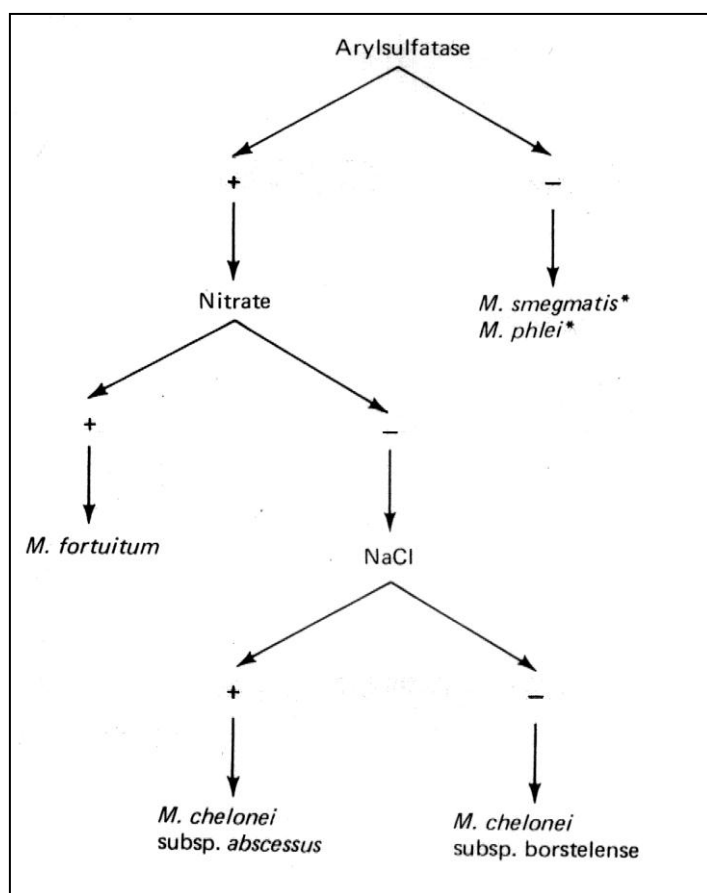 Arylsulfatase
+
–
Nitrate
M. smegmatis*
M. phlei*
+
–
M. fortuitum
NaCl
+
–
M. chelonei
subsp. abscessus
M. chelonei
subsp. borstelense